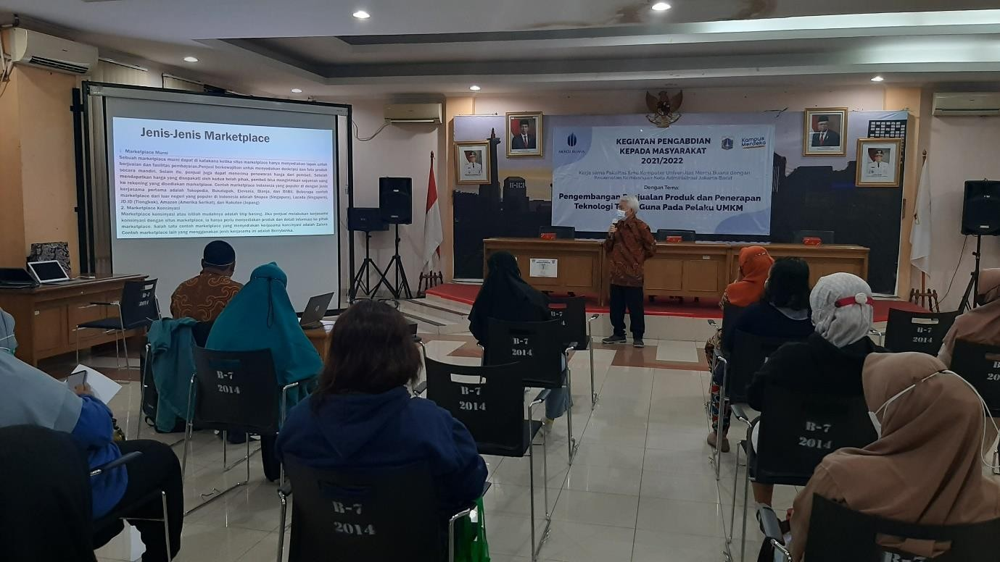 Jenis-Jenis Marketplace
1. Marketplace Murni
Sebuah marketplace murni dapat di katakana ketika situs marketplace hanya menyediakan lapak untuk
berjualan dan fasilitas pembayaran.Penjual berkewajiban untuk menyediakan deskripsi dan foto produk
secara mandiri. Selain itu, penjual juga dapat menerima penawaran harga dari pembeli. Setelah
mendapatkan harga yang disepakati oleh kedua belah pihak, pembeli bisa mengirimkan sejumlah uang
ke rekening yang disediakan marketplace. Contoh marketplace Indonesia yang populer di dengan jenis
kerjasama pertama adalah Tokopedia, Bukalapak, Elevenia, Blanja, dan BliBli. Beberapa contoh
marketplace dari luar negeri yang populer di Indonesia adalah Shopee (Singapura), Lazada (Singapura),
JD.ID (Tiongkok), Amazon (Amerika Serikat), dan Rakuten (Jepang)
2. Marketplace Konsinyasi
Marketplace konsinyasi atau istilah mudahnya adalah titip barang. Jika penjual melakukan kerjasama
konsinyasi dengan situs marketplace, ia hanya perlu menyediakan produk dan detail informasi ke pihak
marketplace. Salah satu contoh marketplace yang menyediakan kerjasama konsinyasi adalah Zalora
Contoh marketplace lain yang menggunakan jenis kerjasama ini adalah Berrybenka.
MERCU BUANA
KEGIATAN PENGABDIAN
KEPADA MASYARAKAT
2021/2022
Kampus
Merdeka
Kerja sama Fakultas Ilmu Komputer Universitas Mercu Buana dengan
Kecamatan Kembangan Kota Administrasi Jakarta Barat
Dengan Tema:
Pengembangan Penjualan Produk dan Penerapan
Teknologi T Guna Pada Pelaku UMKM
B-7
2014
B-7
2014
B-7
2014
B-7
2014
B-7
2014
B-7
2014
B-7
2014
B-7